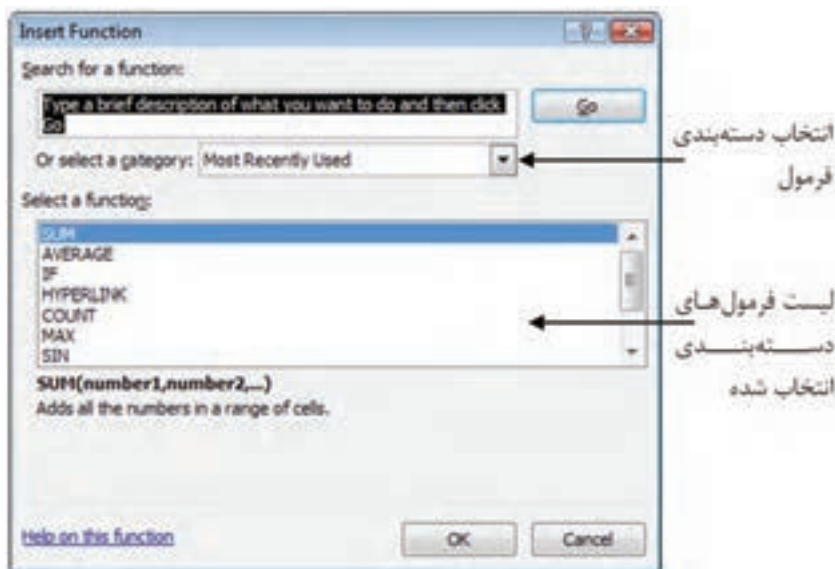 Insert Function
Search for a function:
Type a brief description of what you want to do and then click
Go
Go
Or select a category: Most Recently Used
انتخاب دسته‌بندی
فرمول
Select a function:
SUM
AVERAGE
IF
HYPERLINK
COUNT
MAX
SIN
لیست فرمول‌های
دسته‌بندی
انتخاب شده
SUM(number1,number2,...)
Adds all the numbers in a range of cells.
Help on this function
OK
Cancel